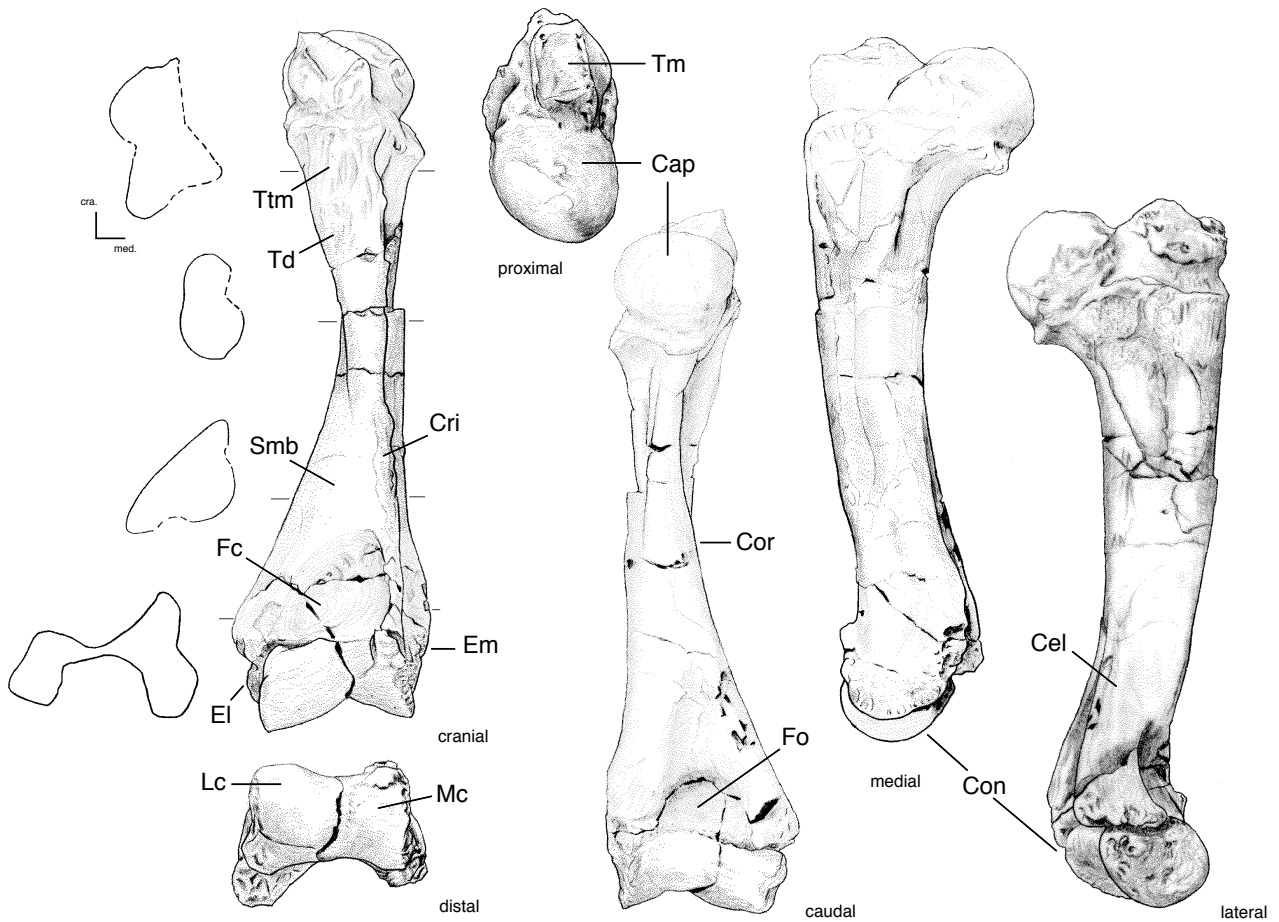 Tm
Cap
cra.
Ttm
med.
Td
proximal
Cri
Smb
Cor
Fc
Em
Cel
El
Fo
cranial
medial
Lc
Mc
Con
distal
caudal
lateral